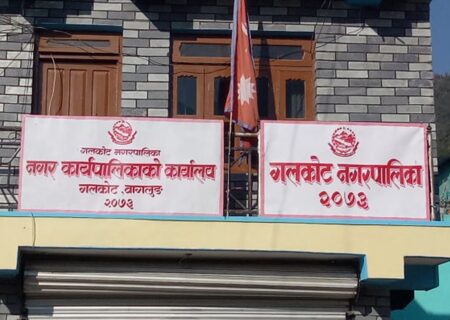 गलकोट नगरपालिका
नगर कार्यपालिकाको कार्यालय
गलकोट, बागलुङ
२०७३
गलकोट नगरपालिका
२०७३